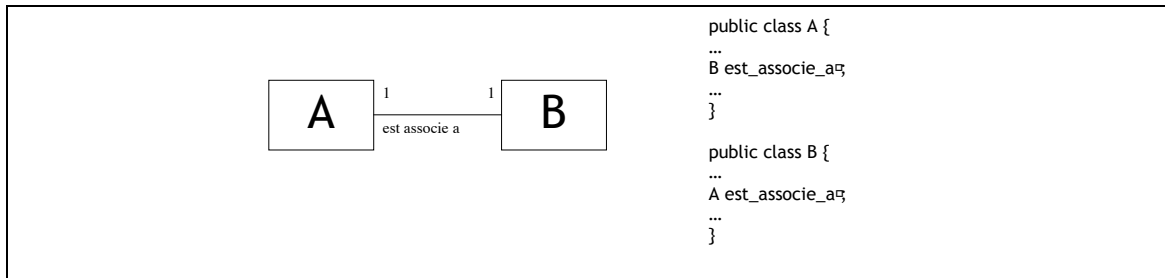 A
1
1
est associe a
B
public class A {
...
B est_associe_a ;
...
}
public class B {
...
A est_associe_a ;
...
}